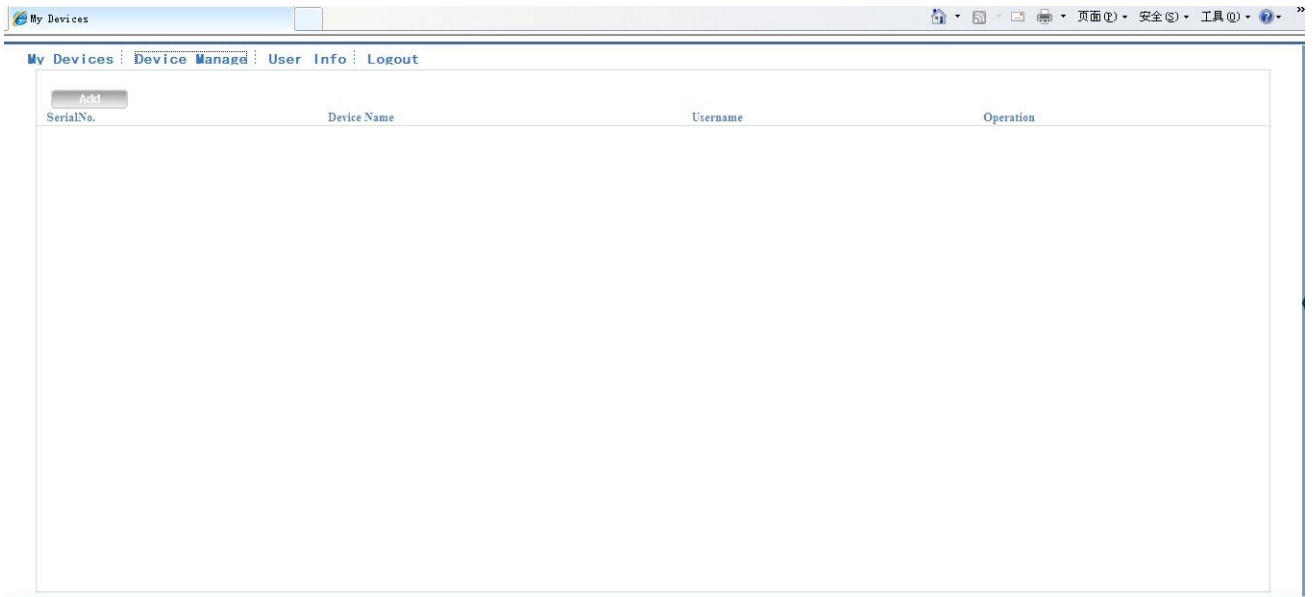 My Devices 页面(P) 安全(S) 工具(O) »
My Devices Device Manage User Info Logout
Add
SerialNo. Device Name Username Operation